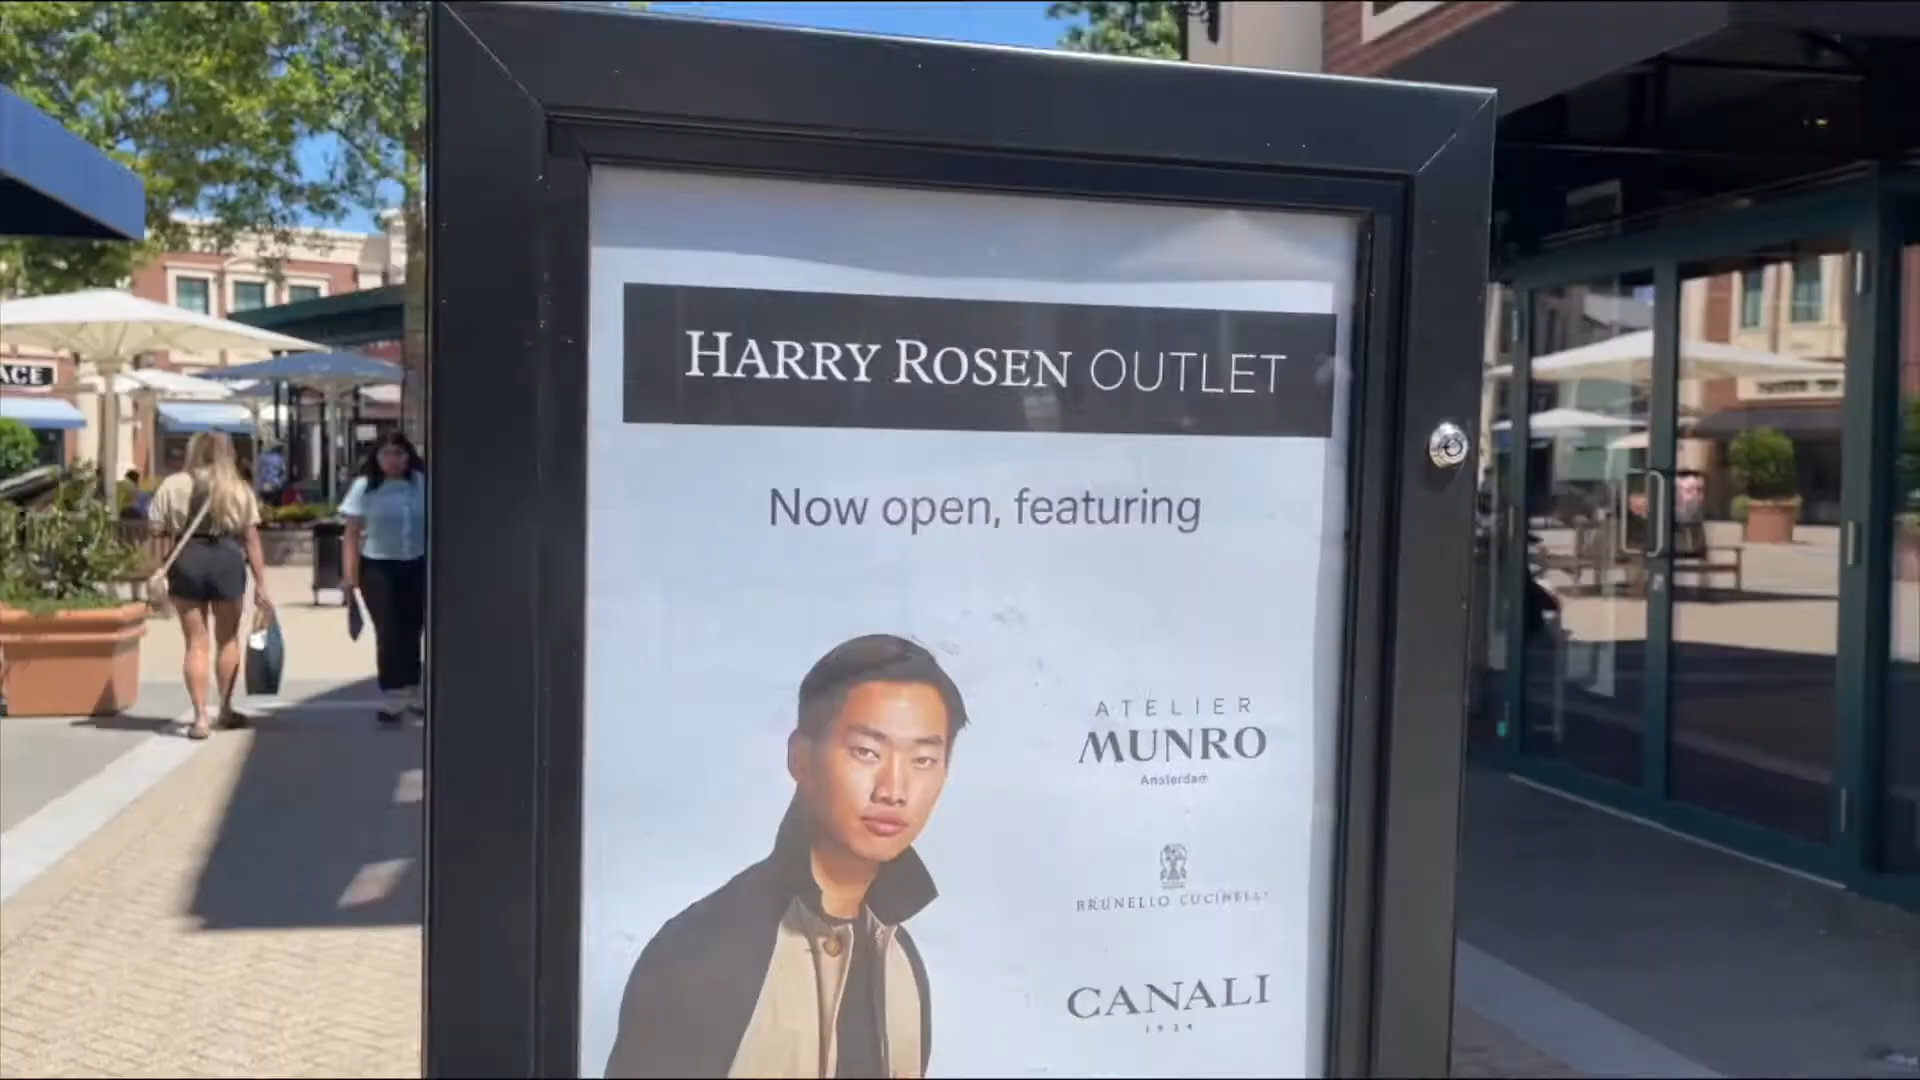 HARRY ROSEN OUTLET
Now open, featuring
ATELIER
MUNRO
Amsterdam
BRUNELLO CUCINELLI
CANALI
1934
ACE